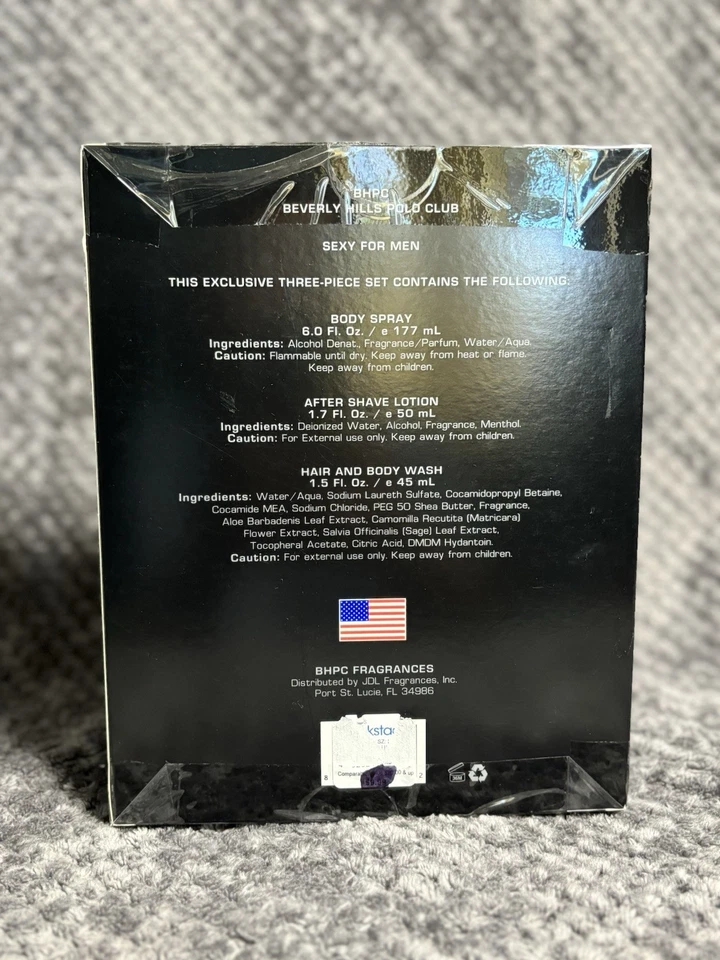 BHPC
BEVERLY HILLS POLO CLUB
SEXY FOR MEN
THIS EXCLUSIVE THREE-PIECE SET CONTAINS THE FOLLOWING:
BODY SPRAY
6.0 Fl. Oz. / e 177 mL
Ingredients: Alcohol Denat., Fragrance/Parfum, Water/Aqua.
Caution: Flammable until dry. Keep away from heat or flame.
Keep away from children.
AFTER SHAVE LOTION
1.7 Fl. Oz. / e 50 mL
Ingredients: Deionized Water, Alcohol, Fragrance, Menthol.
Caution: For External use only. Keep away from children.
HAIR AND BODY WASH
1.5 Fl. Oz. / e 45 mL
Ingredients: Water/Aqua, Sodium Laureth Sulfate, Cocamidopropyl Betaine,
Cocamide MEA, Sodium Chloride, PEG 50 Shea Butter, Fragrance,
Aloe Barbadenis Leaf Extract, Camomilla Recutita (Matricara)
Flower Extract, Salvia Officinalis (Sage) Leaf Extract,
Tocopheral Acetate, Citric Acid, DMDM Hydantoin.
Caution: For external use only. Keep away from children.
BHPC FRAGRANCES
Distributed by JDL Fragrances, Inc.
Port St. Lucie, FL 34986
8 2